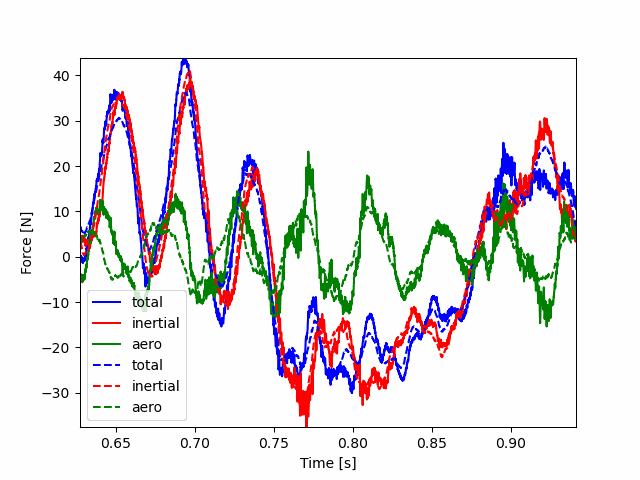 Force [N]
40
30
20
10
0
−10
−20
−30
total
inertial
aero
total
inertial
aero
0.65 0.70 0.75 0.80 0.85 0.90
Time [s]